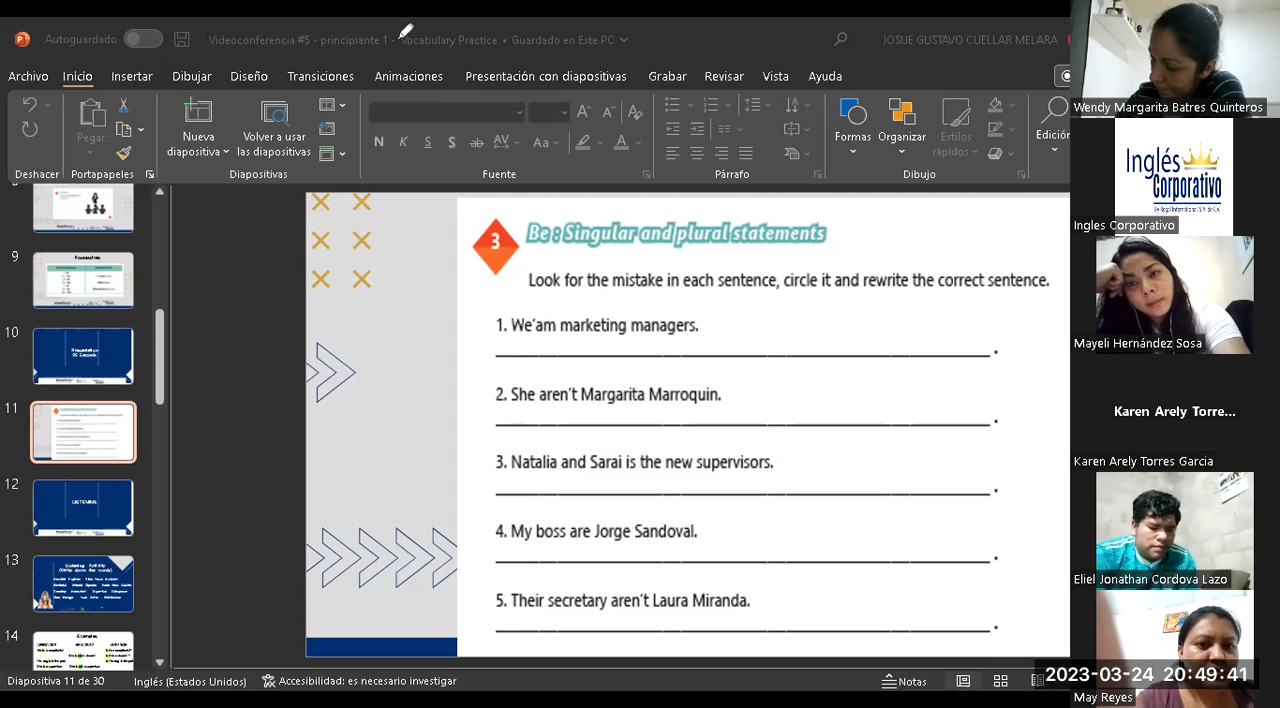 Autoguardado
Videoconferencia #5 - principiante 1 - Vocabulary Practice • Guardado en Este PC
JOSUE GUSTAVO CUELLAR MELARA
Archivo Inicio Insertar Dibujar Diseño Transiciones Animaciones Presentación con diapositivas Grabar Revisar Vista Ayuda
Pegar
Nueva diapositiva
Volver a usar las diapositivas
N K S S ab AV Aa A
Formas
Organizar
Estilos rápidos
Edición
Deshacer Portapapeles Diapositivas Fuente Párrafo Dibujo
9
10
11
12
LISTENING
13
14
3
Be: Singular and plural statements
Look for the mistake in each sentence, circle it and rewrite the correct sentence.
1. We'am marketing managers.
2. She aren't Margarita Marroquin.
3. Natalia and Sarai is the new supervisors.
4. My boss are Jorge Sandoval.
5. Their secretary aren't Laura Miranda.
Wendy Margarita Batres Quinteros
Inglés
Corporativo
Ingles Corporativo
Mayeli Hernández Sosa
Karen Arely Torre...
Karen Arely Torres Garcia
Eliel Jonathan Cordova Lazo
2023-03-24 20:49:41
May Reyes
Diapositiva 11 de 30
Inglés (Estados Unidos)
Accesibilidad: es necesario investigar
Notas